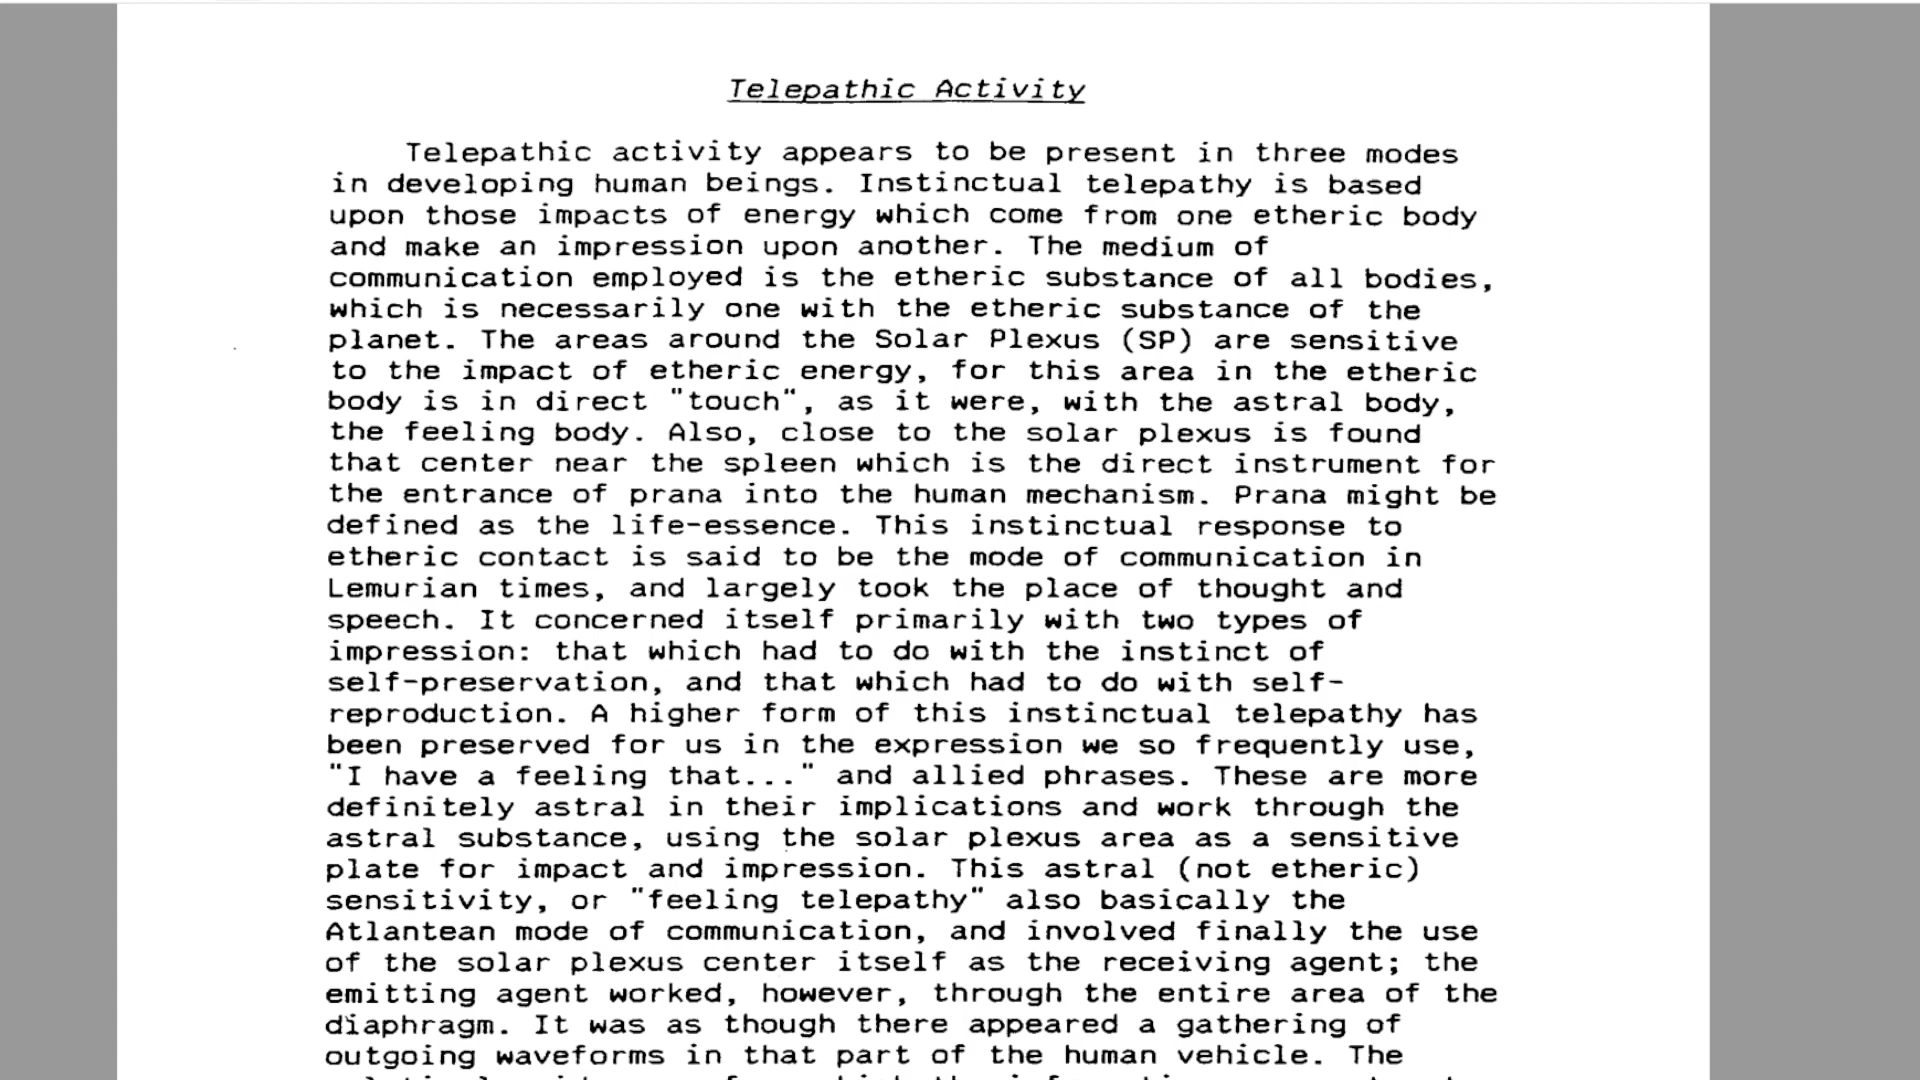 Telepathic Activity
Telepathic activity appears to be present in three modes
in developing human beings. Instinctual telepathy is based
upon those impacts of energy which come from one etheric body
and make an impression upon another. The medium of
communication employed is the etheric substance of all bodies,
which is necessarily one with the etheric substance of the
planet. The areas around the Solar Plexus (SP) are sensitive
to the impact of etheric energy, for this area in the etheric
body is in direct "touch", as it were, with the astral body,
the feeling body. Also, close to the solar plexus is found
that center near the spleen which is the direct instrument for
the entrance of prana into the human mechanism. Prana might be
defined as the life-essence. This instinctual response to
etheric contact is said to be the mode of communication in
Lemurian times, and largely took the place of thought and
speech. It concerned itself primarily with two types of
impression: that which had to do with the instinct of
self-preservation, and that which had to do with self-
reproduction. A higher form of this instinctual telepathy has
been preserved for us in the expression we so frequently use,
"I have a feeling that..." and allied phrases. These are more
definitely astral in their implications and work through the
astral substance, using the solar plexus area as a sensitive
plate for impact and impression. This astral (not etheric)
sensitivity, or "feeling telepathy" also basically the
Atlantean mode of communication, and involved finally the use
of the solar plexus center itself as the receiving agent; the
emitting agent worked, however, through the entire area of the
diaphragm. It was as though there appeared a gathering of
outgoing waveforms in that part of the human vehicle. The